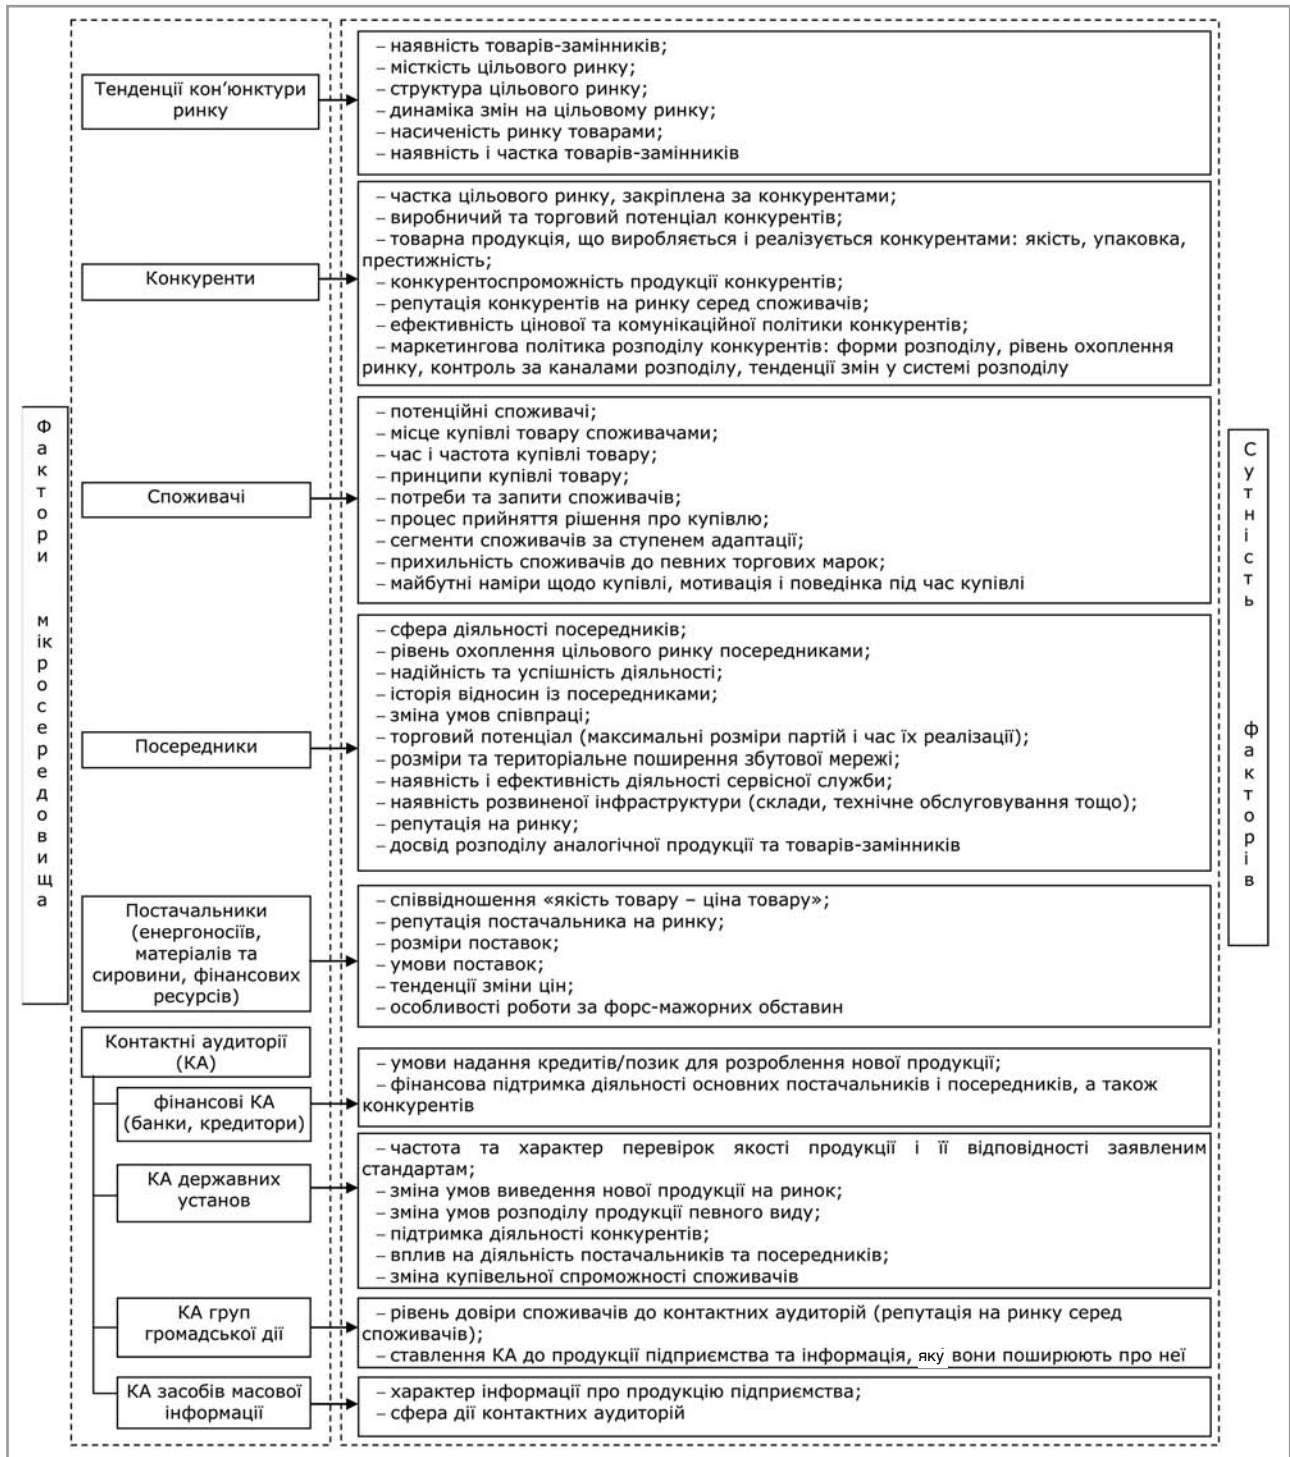 Фактори мікросередовища
Тенденції кон’юнктури
ринку
– наявність товарів-замінників;
– місткість цільового ринку;
– структура цільового ринку;
– динаміка змін на цільовому ринку;
– насиченість ринку товарами;
– наявність і частка товарів-замінників
Конкуренти
– частка цільового ринку, закріплена за конкурентами;
– виробничий та торговий потенціал конкурентів;
– товарна продукція, що виробляється і реалізується конкурентами: якість, упаковка,
престижність;
– конкурентоспроможність продукції конкурентів;
– репутація конкурентів на ринку серед споживачів;
– ефективність цінової та комунікаційної політики конкурентів;
– маркетингова політика розподілу конкурентів: форми розподілу, рівень охоплення
ринку, контроль за каналами розподілу, тенденції змін у системі розподілу
Споживачі
– потенційні споживачі;
– місце купівлі товару споживачами;
– час і частота купівлі товару;
– принципи купівлі товару;
– потреби та запити споживачів;
– процес прийняття рішення про купівлю;
– сегменти споживачів за ступенем адаптації;
– прихильність споживачів до певних торгових марок;
– майбутні наміри щодо купівлі, мотивація і поведінка під час купівлі
Посередники
– сфера діяльності посередників;
– рівень охоплення цільового ринку посередниками;
– надійність та успішність діяльності;
– історія відносин із посередниками;
– зміна умов співпраці;
– торговий потенціал (максимальні розміри партій і час їх реалізації);
– розміри та територіальне поширення збутової мережі;
– наявність і ефективність діяльності сервісної служби;
– наявність розвиненої інфраструктури (склади, технічне обслуговування тощо);
– репутація на ринку;
– досвід розподілу аналогічної продукції та товарів-замінників
Постачальники
(енергоносіїв,
матеріалів та
сировини, фінансових
ресурсів)
– співвідношення «якість товару – ціна товару»;
– репутація постачальника на ринку;
– розміри поставок;
– умови поставок;
– тенденції зміни цін;
– особливості роботи за форс-мажорних обставин
Контактні аудиторії
(КА)
фінансові КА
(банки, кредитори)
– умови надання кредитів/позик для розроблення нової продукції;
– фінансова підтримка діяльності основних постачальників і посередників, а також
конкурентів
КА державних
установ
– частота та характер перевірок якості продукції і її відповідності заявленим
стандартам;
– зміна умов виведення нової продукції на ринок;
– зміна умов розподілу продукції певного виду;
– підтримка діяльності конкурентів;
– вплив на діяльність постачальників та посередників;
– зміна купівельної спроможності споживачів
КА груп
громадської дії
– рівень довіри споживачів до контактних аудиторій (репутація на ринку серед
споживачів);
– ставлення КА до продукції підприємства та інформація, яку вони поширюють про неї
КА засобів масової
інформації
– характер інформації про продукцію підприємства;
– сфера дії контактних аудиторій
Сутність факторів